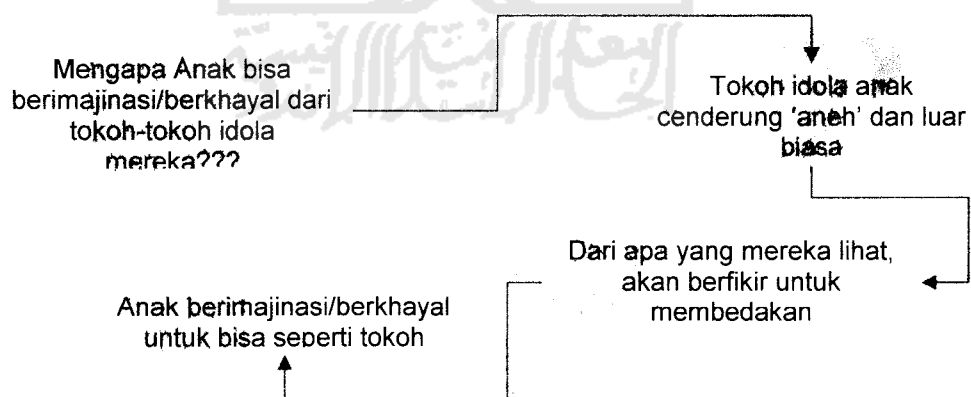 Mengapa Anak bisa
berimajinasi/berkhayal dari
tokoh-tokoh idola
mereka???
Tokoh idola anak
cenderung 'aneh' dan luar
biasa
Dari apa yang mereka lihat,
akan berfikir untuk
membedakan
Anak berimajinasi/berkhayal
untuk bisa seperti tokoh